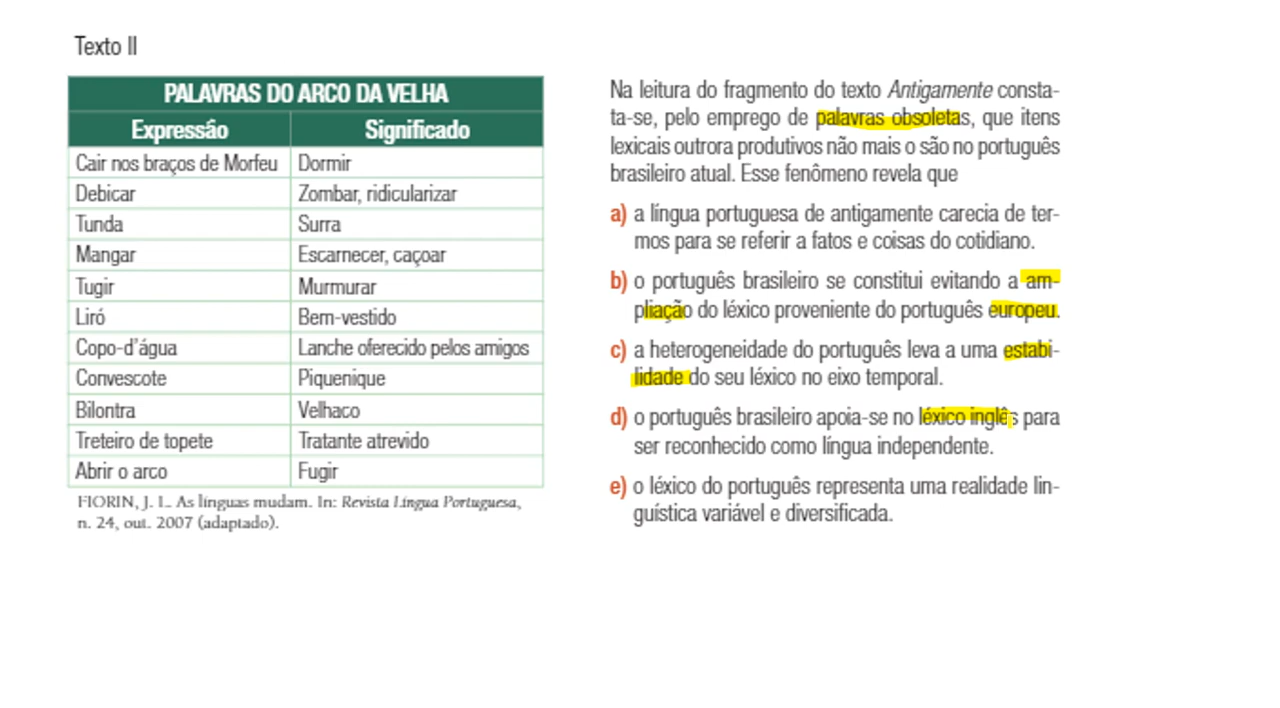 Texto II
PALAVRAS DO ARCO DA VELHA
Expressão Significado
Cair nos braços de Morfeu Dormir
Debicar Zombar, ridicularizar
Tunda Surra
Mangar Escarnecer, caçoar
Tugir Murmurar
Liró Bem-vestido
Copo-d’água Lanche oferecido pelos amigos
Convescote Piquenique
Bilontra Velhaco
Treteiro de topete Tratante atrevido
Abrir o arco Fugir
FIORIN, J. L. As línguas mudam. In: Revista Língua Portuguesa,
n. 24, out. 2007 (adaptado).
Na leitura do fragmento do texto Antigamente consta-
ta-se, pelo emprego de palavras obsoletas, que itens
lexicais outrora produtivos não mais o são no português
brasileiro atual. Esse fenômeno revela que
a) a língua portuguesa de antigamente carecia de ter-
mos para se referir a fatos e coisas do cotidiano.
b) o português brasileiro se constitui evitando a am-
pliação do léxico proveniente do português europeu.
c) a heterogeneidade do português leva a uma estabi-
lidade do seu léxico no eixo temporal.
d) o português brasileiro apoia-se no léxico inglês para
ser reconhecido como língua independente.
e) o léxico do português representa uma realidade lin-
guística variável e diversificada.